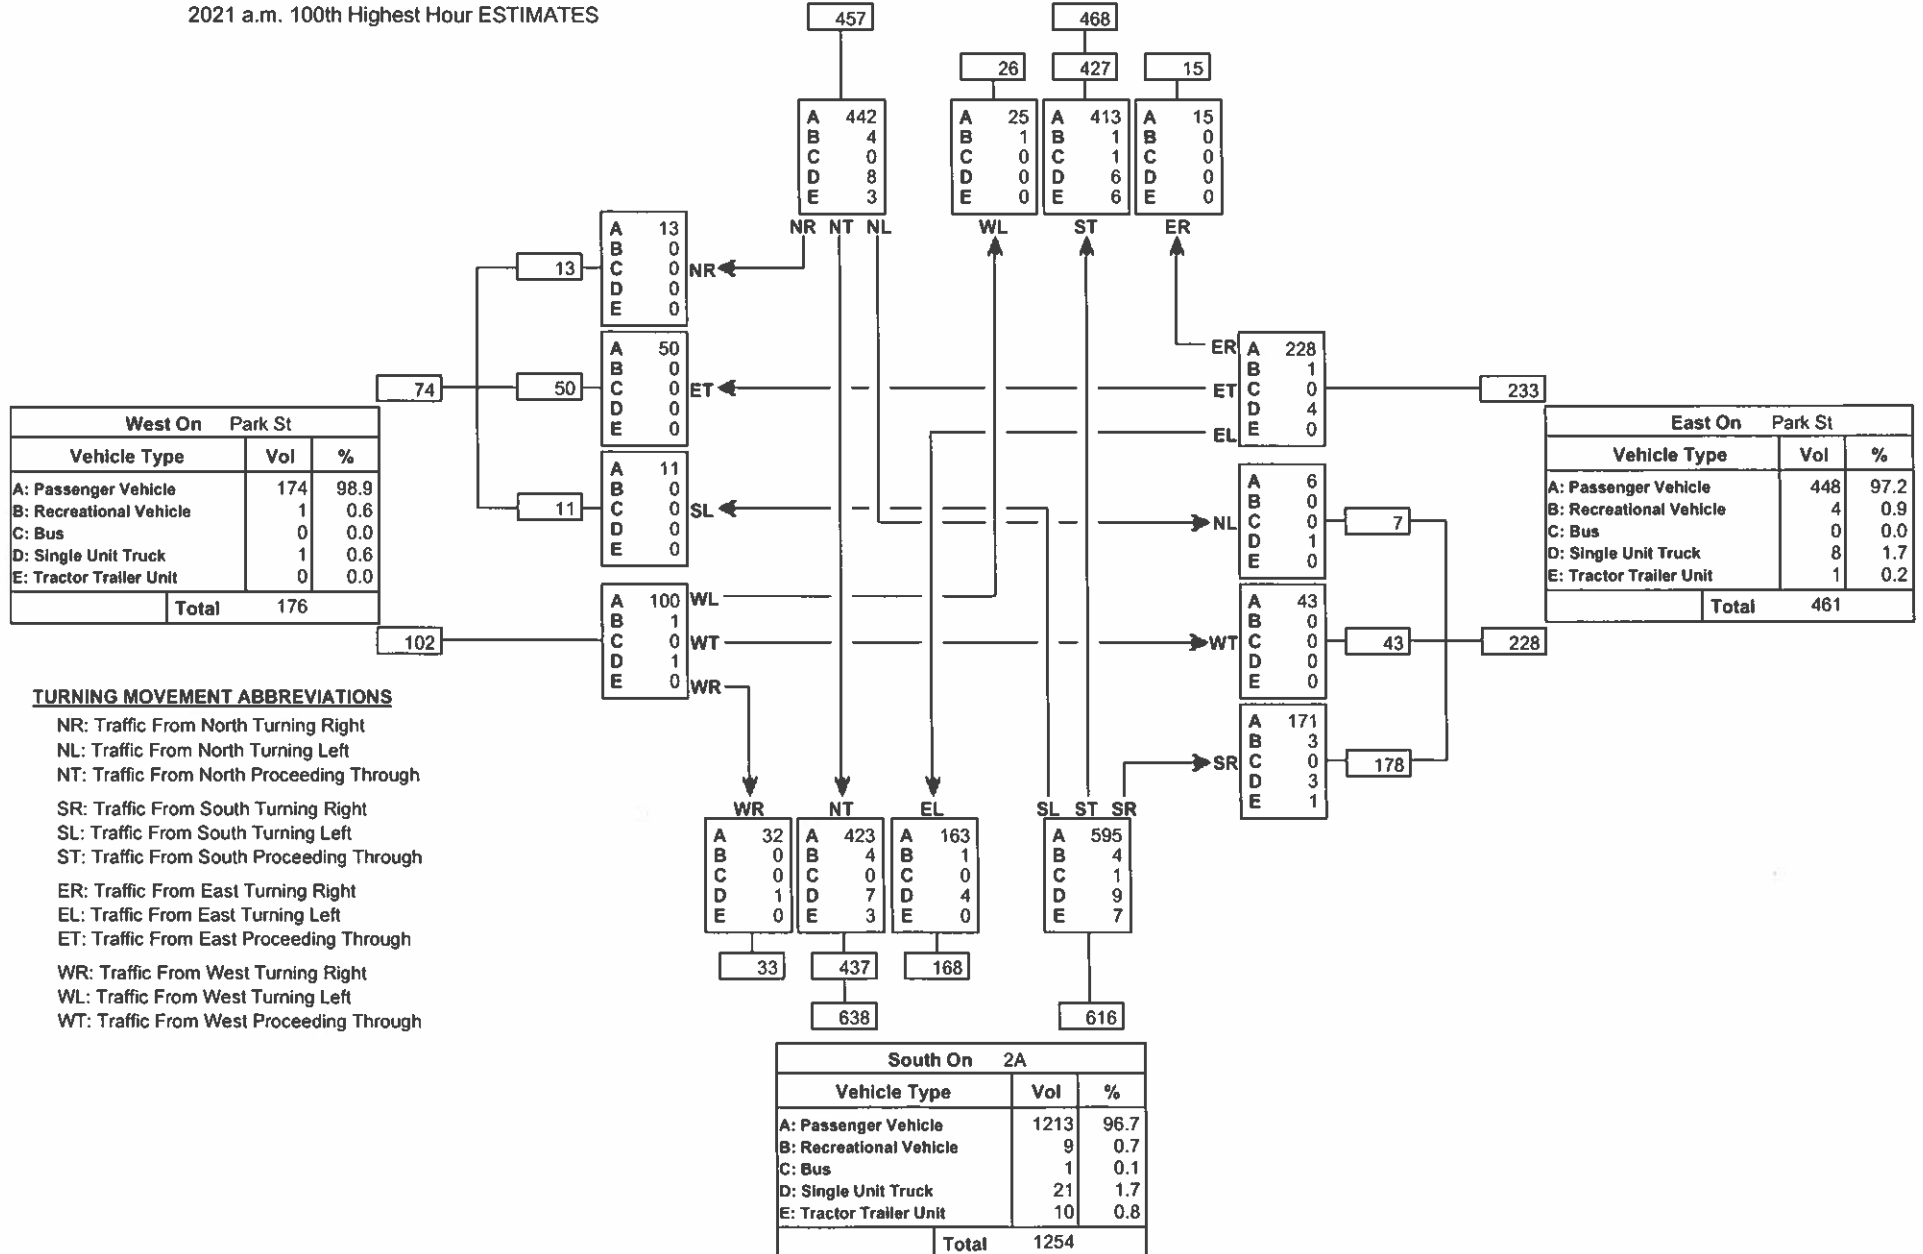 2021 a.m. 100th Highest Hour ESTIMATES
457
468
26
427
15
A 442
B 4
C 0
D 8
E 3
A 25
B 1
C 0
D 0
E 0
A 413
B 1
C 1
D 6
E 6
A 15
B 0
C 0
D 0
E 0
NR NT NL
WL
ST
ER
A 13
B 0
C 0
D 0
E 0
NR
13
A 50
B 0
C 0
D 0
E 0
ET
50
74
A 11
B 0
C 0
D 0
E 0
SL
11
West On Park St
Vehicle Type Vol %
A: Passenger Vehicle 174 98.9
B: Recreational Vehicle 1 0.6
C: Bus 0 0.0
D: Single Unit Truck 1 0.6
E: Tractor Trailer Unit 0 0.0
Total 176
102
A 100
B 1
C 0
D 1
E 0
WL
WT
WR
ER
ET
EL
A 228
B 1
C 0
D 4
E 0
233
East On Park St
Vehicle Type Vol %
A: Passenger Vehicle 448 97.2
B: Recreational Vehicle 4 0.9
C: Bus 0 0.0
D: Single Unit Truck 8 1.7
E: Tractor Trailer Unit 1 0.2
Total 461
NL
A 6
B 0
C 0
D 1
E 0
7
WT
A 43
B 0
C 0
D 0
E 0
43
228
SR
A 171
B 3
C 0
D 3
E 1
178
TURNING MOVEMENT ABBREVIATIONS
NR: Traffic From North Turning Right
NL: Traffic From North Turning Left
NT: Traffic From North Proceeding Through
SR: Traffic From South Turning Right
SL: Traffic From South Turning Left
ST: Traffic From South Proceeding Through
ER: Traffic From East Turning Right
EL: Traffic From East Turning Left
ET: Traffic From East Proceeding Through
WR: Traffic From West Turning Right
WL: Traffic From West Turning Left
WT: Traffic From West Proceeding Through
WR
NT
EL
SL ST SR
A 32
B 0
C 0
D 1
E 0
A 423
B 4
C 0
D 7
E 3
A 163
B 1
C 0
D 4
E 0
A 595
B 4
C 1
D 9
E 7
33
437
168
638
616
South On 2A
Vehicle Type Vol %
A: Passenger Vehicle 1213 96.7
B: Recreational Vehicle 9 0.7
C: Bus 1 0.1
D: Single Unit Truck 21 1.7
E: Tractor Trailer Unit 10 0.8
Total 1254